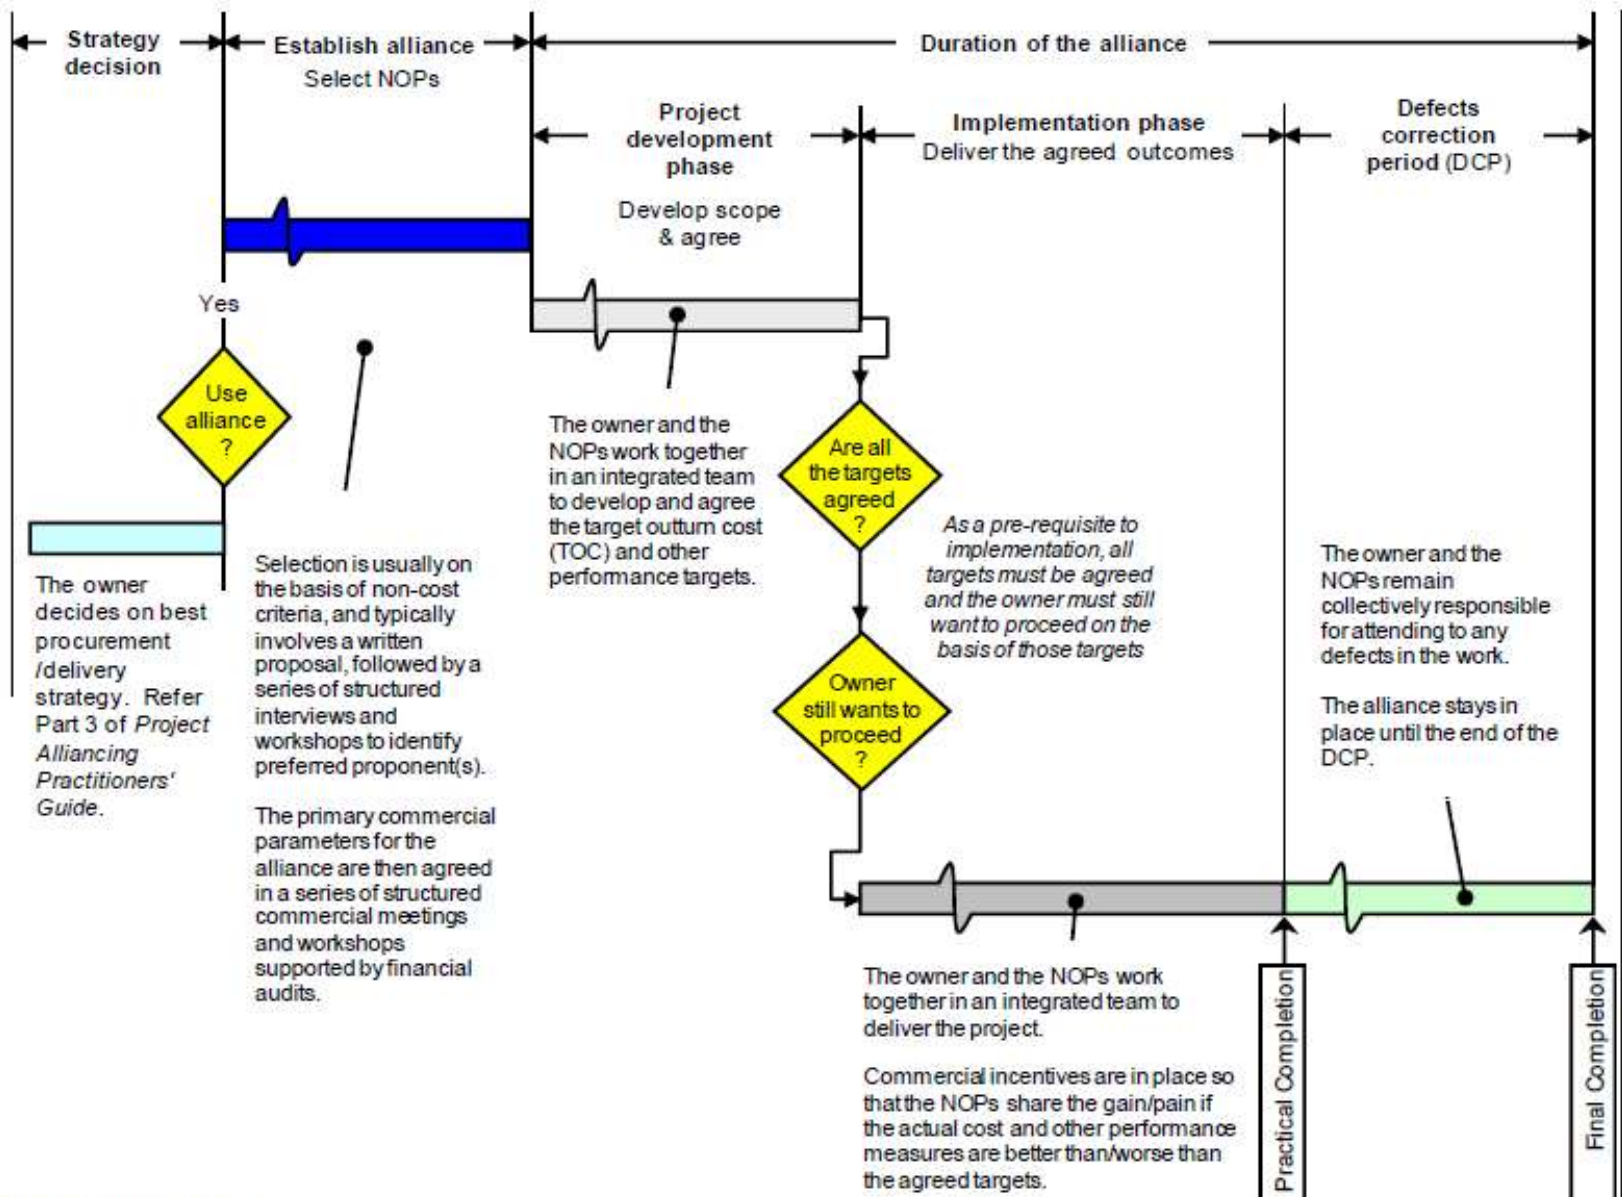 Strategy
decision
Establish alliance
Select NOPs
Duration of the alliance
Project
development
phase
Develop scope
& agree
Implementation phase
Deliver the agreed outcomes
Defects
correction
period (DCP)
Yes
Use
alliance
?
The owner
decides on best
procurement
/delivery
strategy. Refer
Part 3 of Project
Alliancing
Practitioners'
Guide.
Selection is usually on
the basis of non-cost
criteria, and typically
involves a written
proposal, followed by a
series of structured
interviews and
workshops to identify
preferred proponent(s).
The primary commercial
parameters for the
alliance are then agreed
in a series of structured
commercial meetings
and workshops
supported by financial
audits.
The owner and the
NOPs work together
in an integrated team
to develop and agree
the target outturn cost
(TOC) and other
performance targets.
Are all
the targets
agreed
?
Owner
still wants to
proceed
?
As a pre-requisite to
implementation, all
targets must be agreed
and the owner must still
want to proceed on the
basis of those targets
The owner and the
NOPs remain
collectively responsible
for attending to any
defects in the work.
The alliance stays in
place until the end of the
DCP.
The owner and the NOPs work
together in an integrated team to
deliver the project.
Commercial incentives are in place so
that the NOPs share the gain/pain if
the actual cost and other performance
measures are better than/worse than
the agreed targets.
Practical Completion
Final Completion